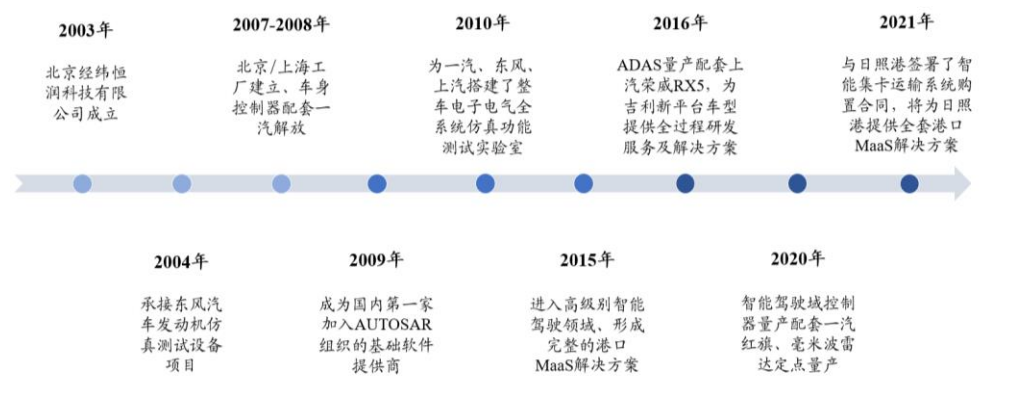 2003年
北京经纬恒
润科技有限
公司成立
2004年
承接东风汽
车发动机仿
真测试设备
项目
2007-2008年
北京/上海工
厂建立、车身
控制器配套一
汽解放
2009年
成为国内第一家
加入AUTOSAR
组织的基础软件
提供商
2010年
为一汽、东风、
上汽搭建了整
车电子电气全
系统仿真功能
测试实验室
2015年
进入高级别智能
驾驶领域、形成
完整的港口
MaaS解决方案
2016年
ADAS量产配套上
汽荣威RX5，为
吉利新平台车型
提供全过程研发
服务及解决方案
2020年
智能驾驶域控制
器量产配套一汽
红旗、毫米波雷
达定点量产
2021年
与日照港签署了智
能集卡运输系统购
置合同，将为日照
港提供全套港口
MaaS解决方案